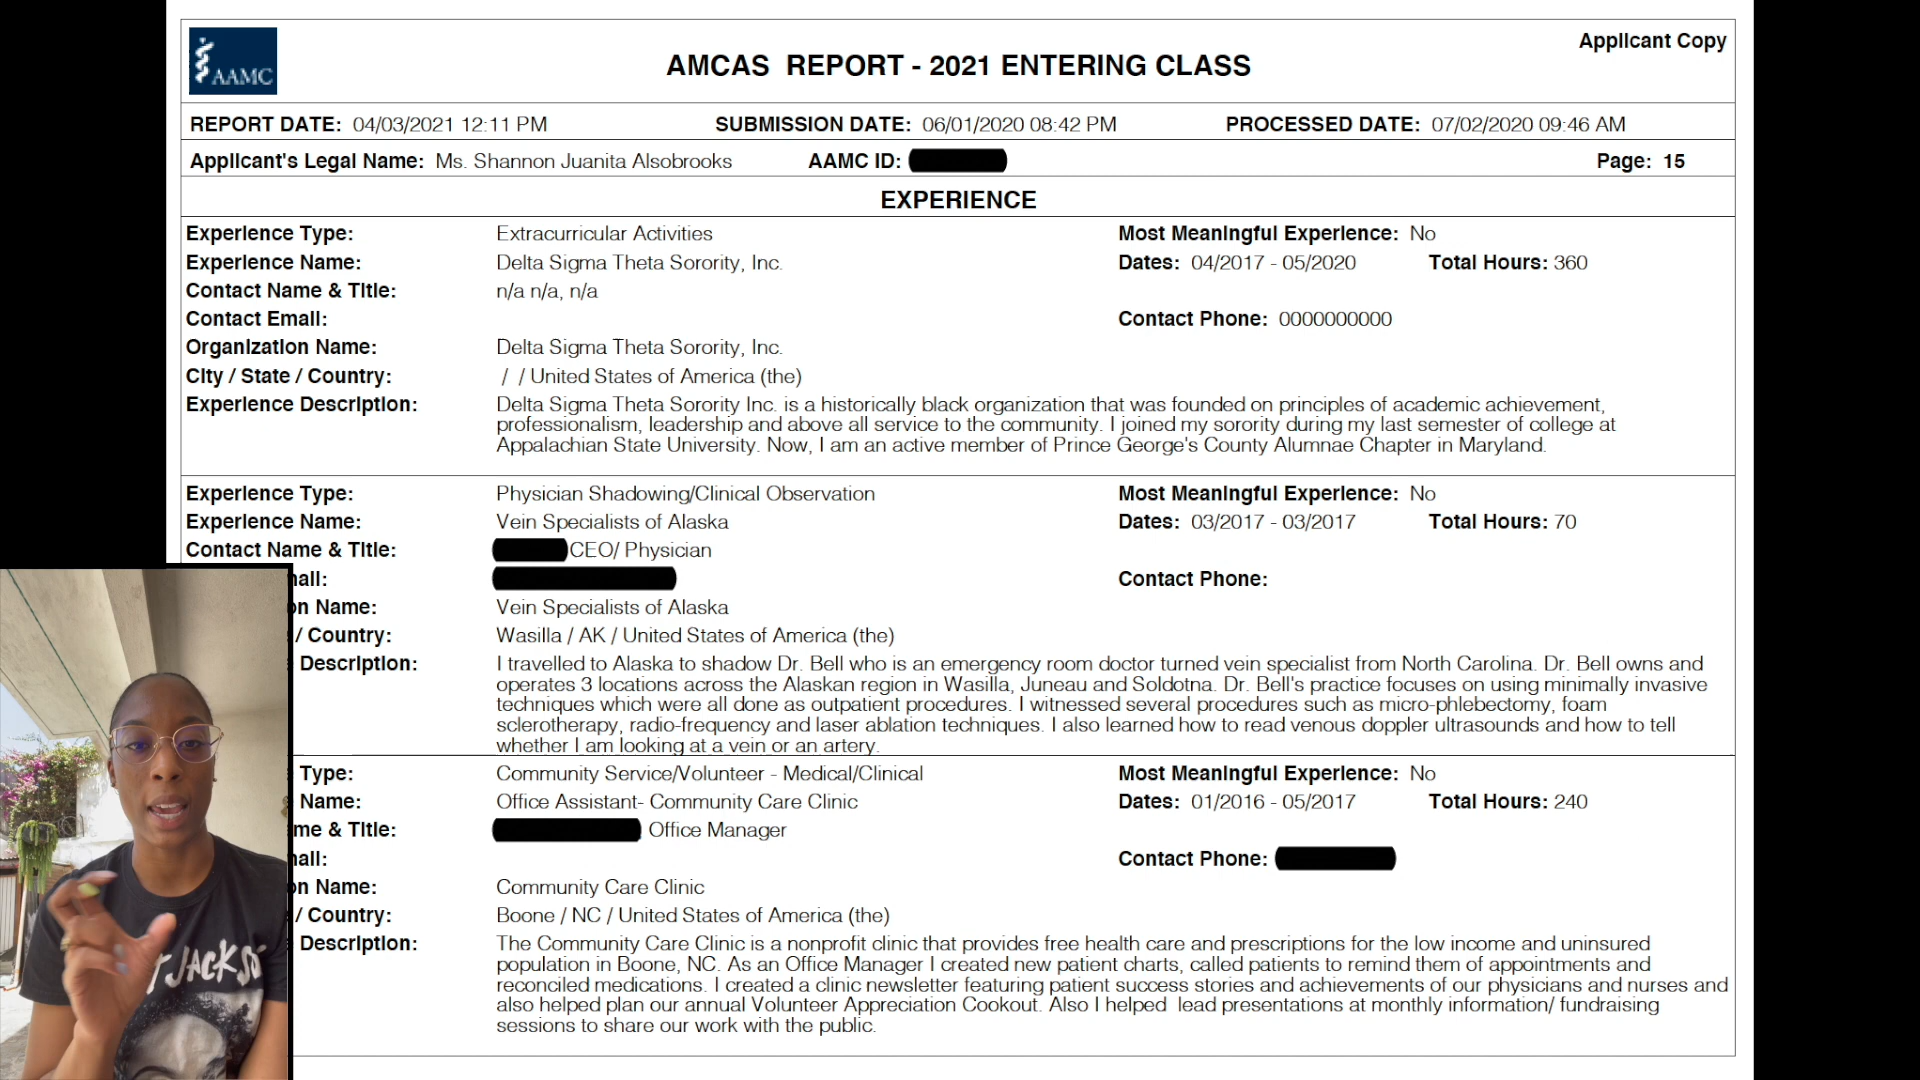 AAMC
AMCAS REPORT - 2021 ENTERING CLASS
Applicant Copy
REPORT DATE: 04/03/2021 12:11 PM SUBMISSION DATE: 06/01/2020 08:42 PM PROCESSED DATE: 07/02/2020 09:46 AM
Applicant's Legal Name: Ms. Shannon Juanita Alsobrooks AAMC ID: Page: 15
EXPERIENCE
Experience Type: Extracurricular Activities Most Meaningful Experience: No
Experience Name: Delta Sigma Theta Sorority, Inc. Dates: 04/2017 - 05/2020 Total Hours: 360
Contact Name & Title: n/a n/a, n/a
Contact Email: Contact Phone: 0000000000
Organization Name: Delta Sigma Theta Sorority, Inc.
City / State / Country: / / United States of America (the)
Experience Description: Delta Sigma Theta Sorority Inc. is a historically black organization that was founded on principles of academic achievement,
professionalism, leadership and above all service to the community. I joined my sorority during my last semester of college at
Appalachian State University. Now, I am an active member of Prince George's County Alumnae Chapter in Maryland.
Experience Type: Physician Shadowing/Clinical Observation Most Meaningful Experience: No
Experience Name: Vein Specialists of Alaska Dates: 03/2017 - 03/2017 Total Hours: 70
Contact Name & Title: CEO/ Physician
ail: Contact Phone:
on Name: Vein Specialists of Alaska
/ Country: Wasilla / AK / United States of America (the)
Description: I travelled to Alaska to shadow Dr. Bell who is an emergency room doctor turned vein specialist from North Carolina. Dr. Bell owns and
operates 3 locations across the Alaskan region in Wasilla, Juneau and Soldotna. Dr. Bell's practice focuses on using minimally invasive
techniques which were all done as outpatient procedures. I witnessed several procedures such as micro-phlebectomy, foam
sclerotherapy, radio-frequency and laser ablation techniques. I also learned how to read venous doppler ultrasounds and how to tell
whether I am looking at a vein or an artery.
Type: Community Service/Volunteer - Medical/Clinical Most Meaningful Experience: No
Name: Office Assistant- Community Care Clinic Dates: 01/2016 - 05/2017 Total Hours: 240
me & Title: Office Manager
ail: Contact Phone:
on Name: Community Care Clinic
/ Country: Boone / NC / United States of America (the)
Description: The Community Care Clinic is a nonprofit clinic that provides free health care and prescriptions for the low income and uninsured
population in Boone, NC. As an Office Manager I created new patient charts, called patients to remind them of appointments and
reconciled medications. I created a clinic newsletter featuring patient success stories and achievements of our physicians and nurses and
also helped plan our annual Volunteer Appreciation Cookout. Also I helped lead presentations at monthly information/ fundraising
sessions to share our work with the public.
T JACKSO